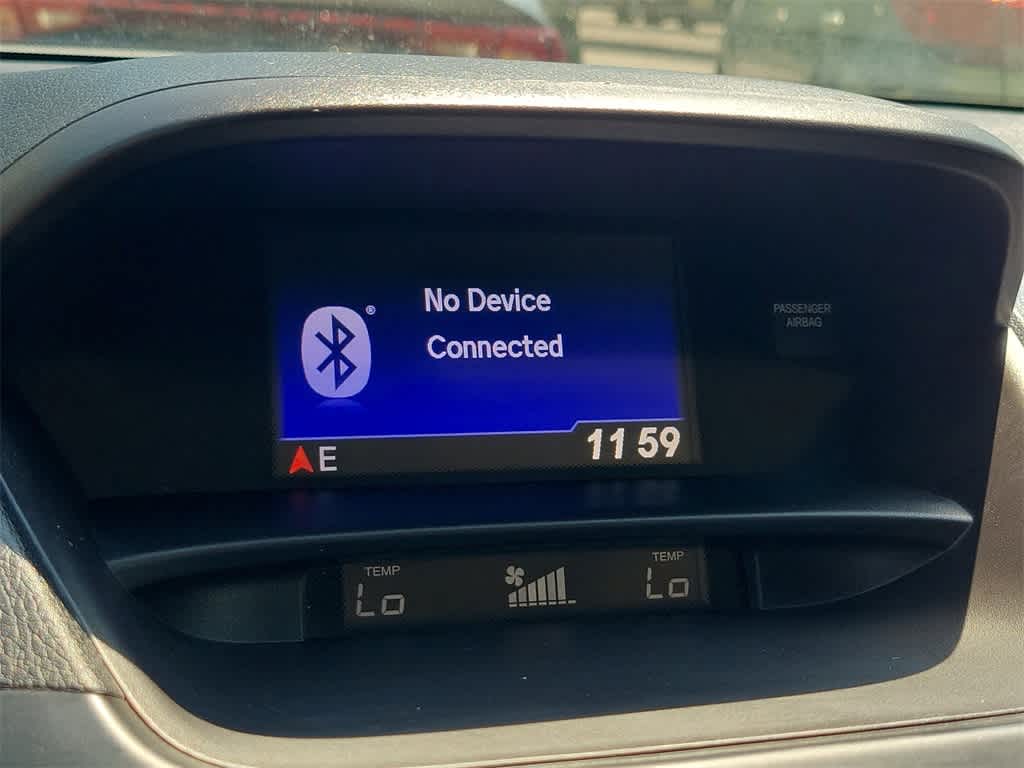 No Device
Connected
®
PASSENGER
AIRBAG
E
11 59
TEMP
Lo
TEMP
Lo